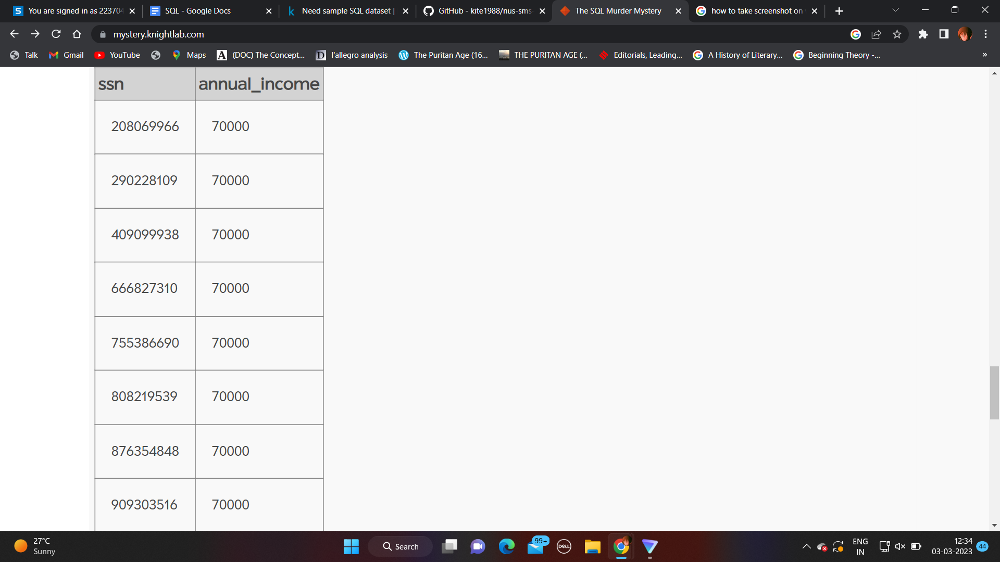 You are signed in as 223704
SQL - Google Docs
Need sample SQL dataset |
GitHub - kite1988/nus-sms-
The SQL Murder Mystery
how to take screenshot on
mystery.knightlab.com
Talk
Gmail
YouTube
Maps
(DOC) The Concept...
l'allegro analysis
The Puritan Age (16...
THE PURITAN AGE (...
Editorials, Leading...
A History of Literary...
Beginning Theory -...
»
ssn annual_income
208069966 70000
290228109 70000
409099938 70000
666827310 70000
755386690 70000
808219539 70000
876354848 70000
909303516 70000
27°C
Sunny
Search
99+
DELL
ENG
IN
12:34
03-03-2023
44